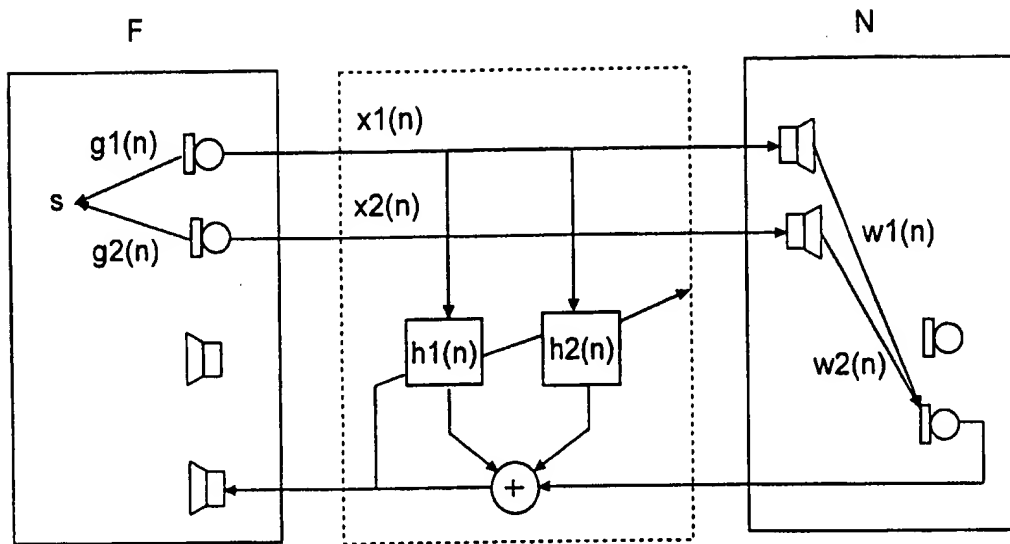 F
N
g1(n)
x1(n)
s
x2(n)
g2(n)
w1(n)
h1(n)
h2(n)
w2(n)
+